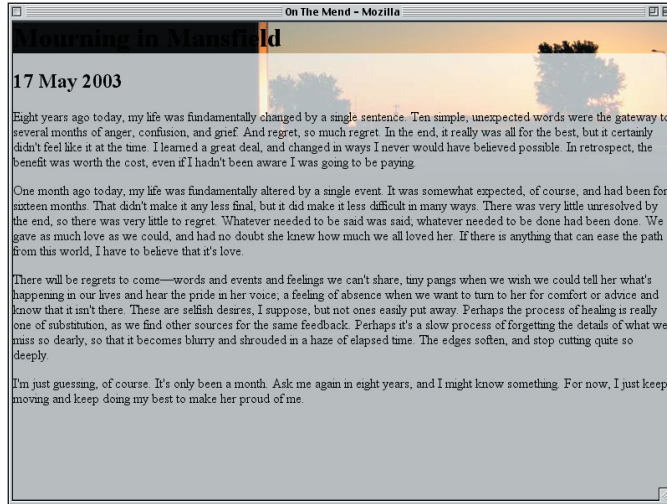 On The Mend - Mozilla
Mourning in Mansfield
17 May 2003
Eight years ago today, my life was fundamentally changed by a single sentence. Ten simple, unexpected words were the gateway to
several months of anger, confusion, and grief. And regret, so much regret. In the end, it really was all for the best, but it certainly
didn't feel like it at the time. I learned a great deal, and changed in ways I never would have believed possible. In retrospect, the
benefit was worth the cost, even if I hadn't been aware I was going to be paying.
One month ago today, my life was fundamentally altered by a single event. It was somewhat expected, of course, and had been for
sixteen months. That didn't make it any less final, but it did make it less difficult in many ways. There was very little unresolved by
the end, so there was very little to regret. Whatever needed to be said was said; whatever needed to be done had been done. We
gave as much love as we could, and had no doubt she knew how much we all loved her. If there is anything that can ease the path
from this world, I have to believe that it's love.
There will be regrets to come—words and events and feelings we can't share, tiny pangs when we wish we could tell her what's
happening in our lives and hear the pride in her voice; a feeling of absence when we want to turn to her for comfort or advice and
know that it isn't there. These are selfish desires, I suppose, but not ones easily put away. Perhaps the process of healing is really
one of substitution, as we find other sources for the same feedback. Perhaps it's a slow process of forgetting the details of what we
miss so dearly, so that it becomes blurry and shrouded in a haze of elapsed time. The edges soften, and stop cutting quite so
deeply.
I'm just guessing, of course. It's only been a month. Ask me again in eight years, and I might know something. For now, I just keep
moving and keep doing my best to make her proud of me.